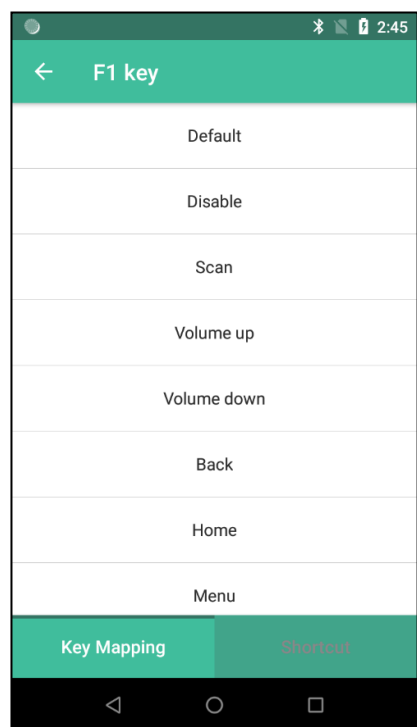 2:45
F1 key
Default
Disable
Scan
Volume up
Volume down
Back
Home
Menu
Key Mapping
Shortcut